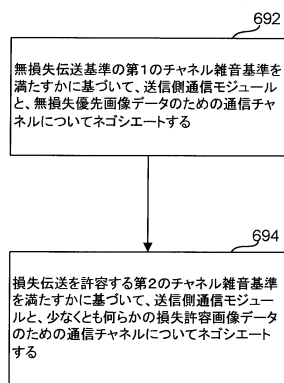 692
無損失伝送基準の第1のチャネル雑音基準を
満たすかに基づいて、送信側通信モジュール
と、無損失優先画像データのための通信チャ
ネルについてネゴシエートする
694
損失伝送を許容する第2のチャネル雑音基準
を満たすかに基づいて、送信側通信モジュー
ルと、少なくとも何らかの損失許容画像データ
のための通信チャネルについてネゴシエート
する